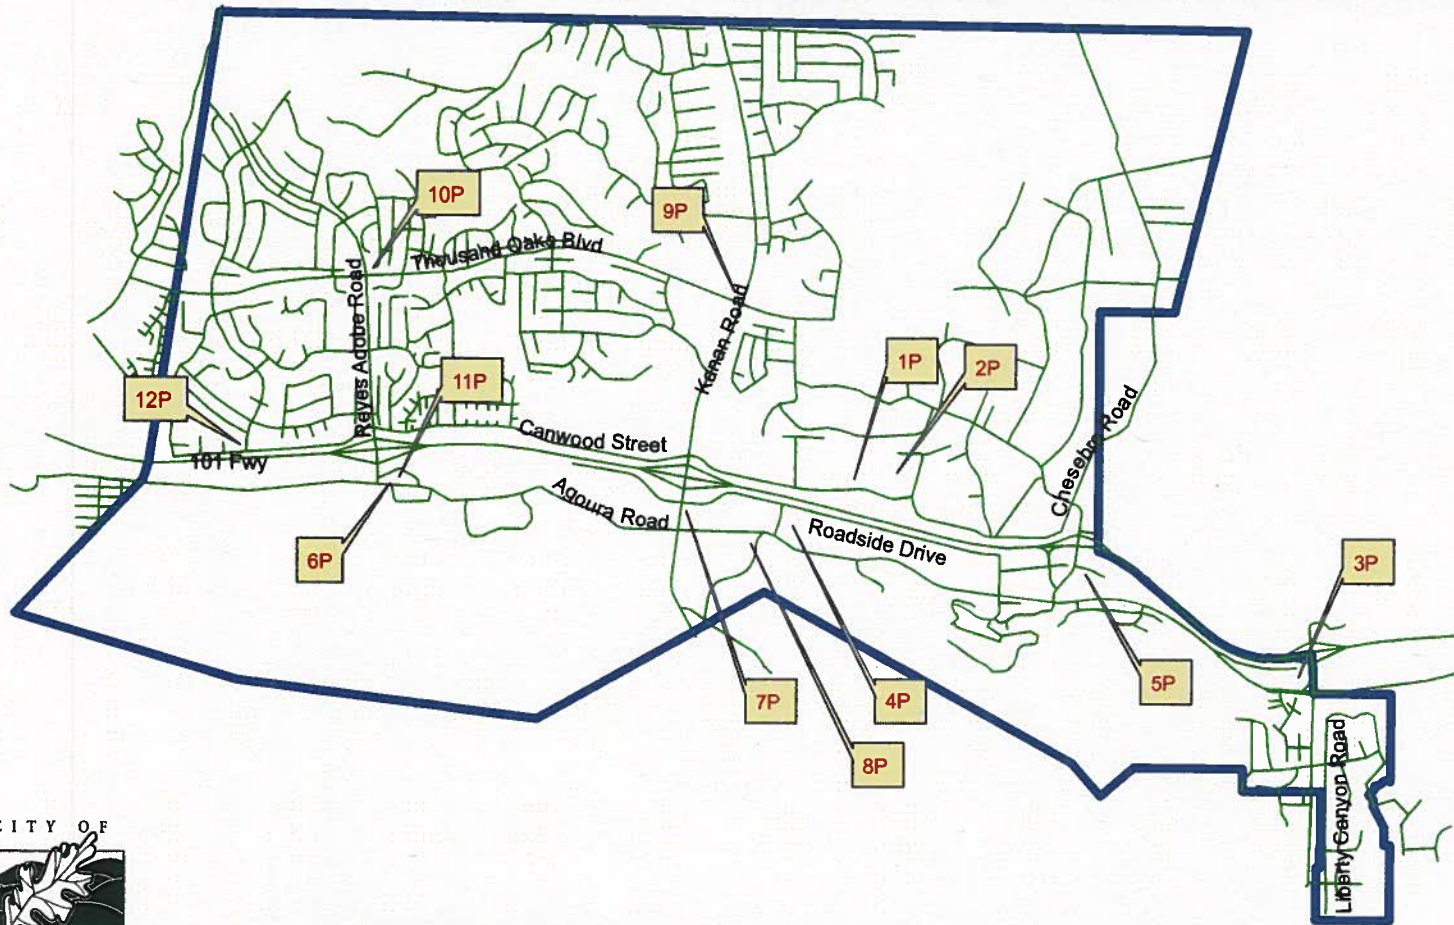 10P
9P
Thousand Oaks Blvd
Reyes Adobe Road
Kanan Road
1P
2P
11P
12P
Chesebro Road
Canwood Street
101 Fwy
Agoura Road
Roadside Drive
6P
3P
5P
7P
4P
8P
Liberty Canyon Road
CITY OF